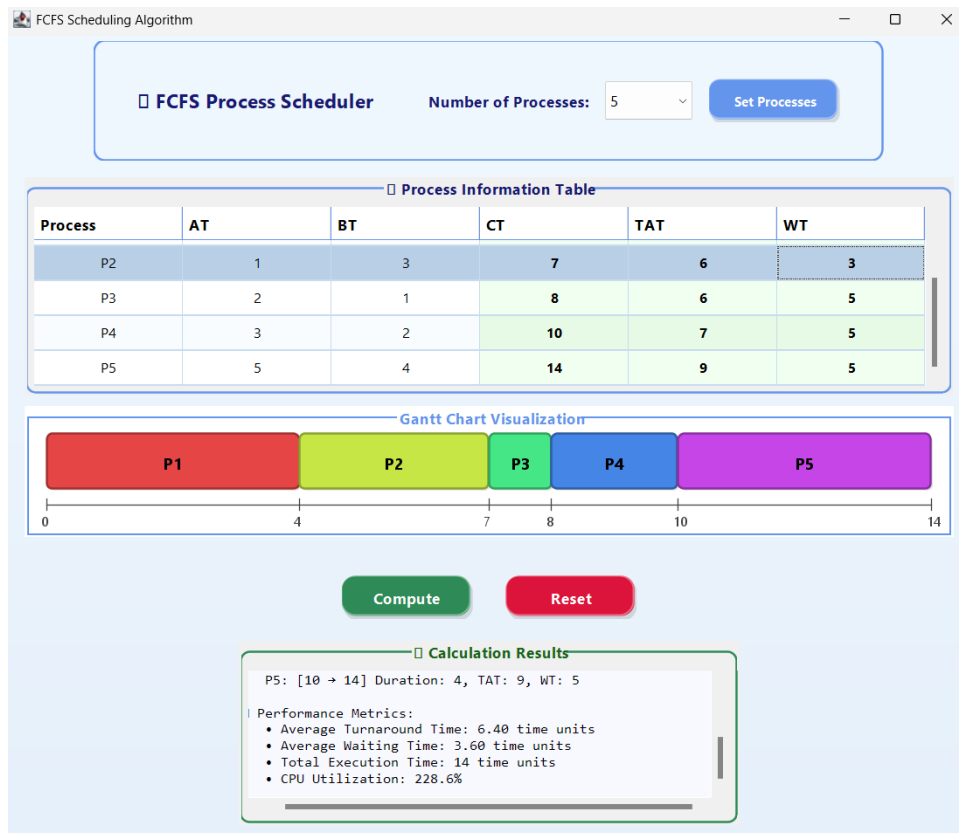 FCFS Scheduling Algorithm
FCFS Process Scheduler Number of Processes: 5 Set Processes
Process Information Table
Process AT BT CT TAT WT
P2 1 3 7 6 3
P3 2 1 8 6 5
P4 3 2 10 7 5
P5 5 4 14 9 5
Gantt Chart Visualization
P1 P2 P3 P4 P5
0 4 7 8 10 14
Compute Reset
Calculation Results
P5: [10 → 14] Duration: 4, TAT: 9, WT: 5
Performance Metrics:
• Average Turnaround Time: 6.40 time units
• Average Waiting Time: 3.60 time units
• Total Execution Time: 14 time units
• CPU Utilization: 228.6%